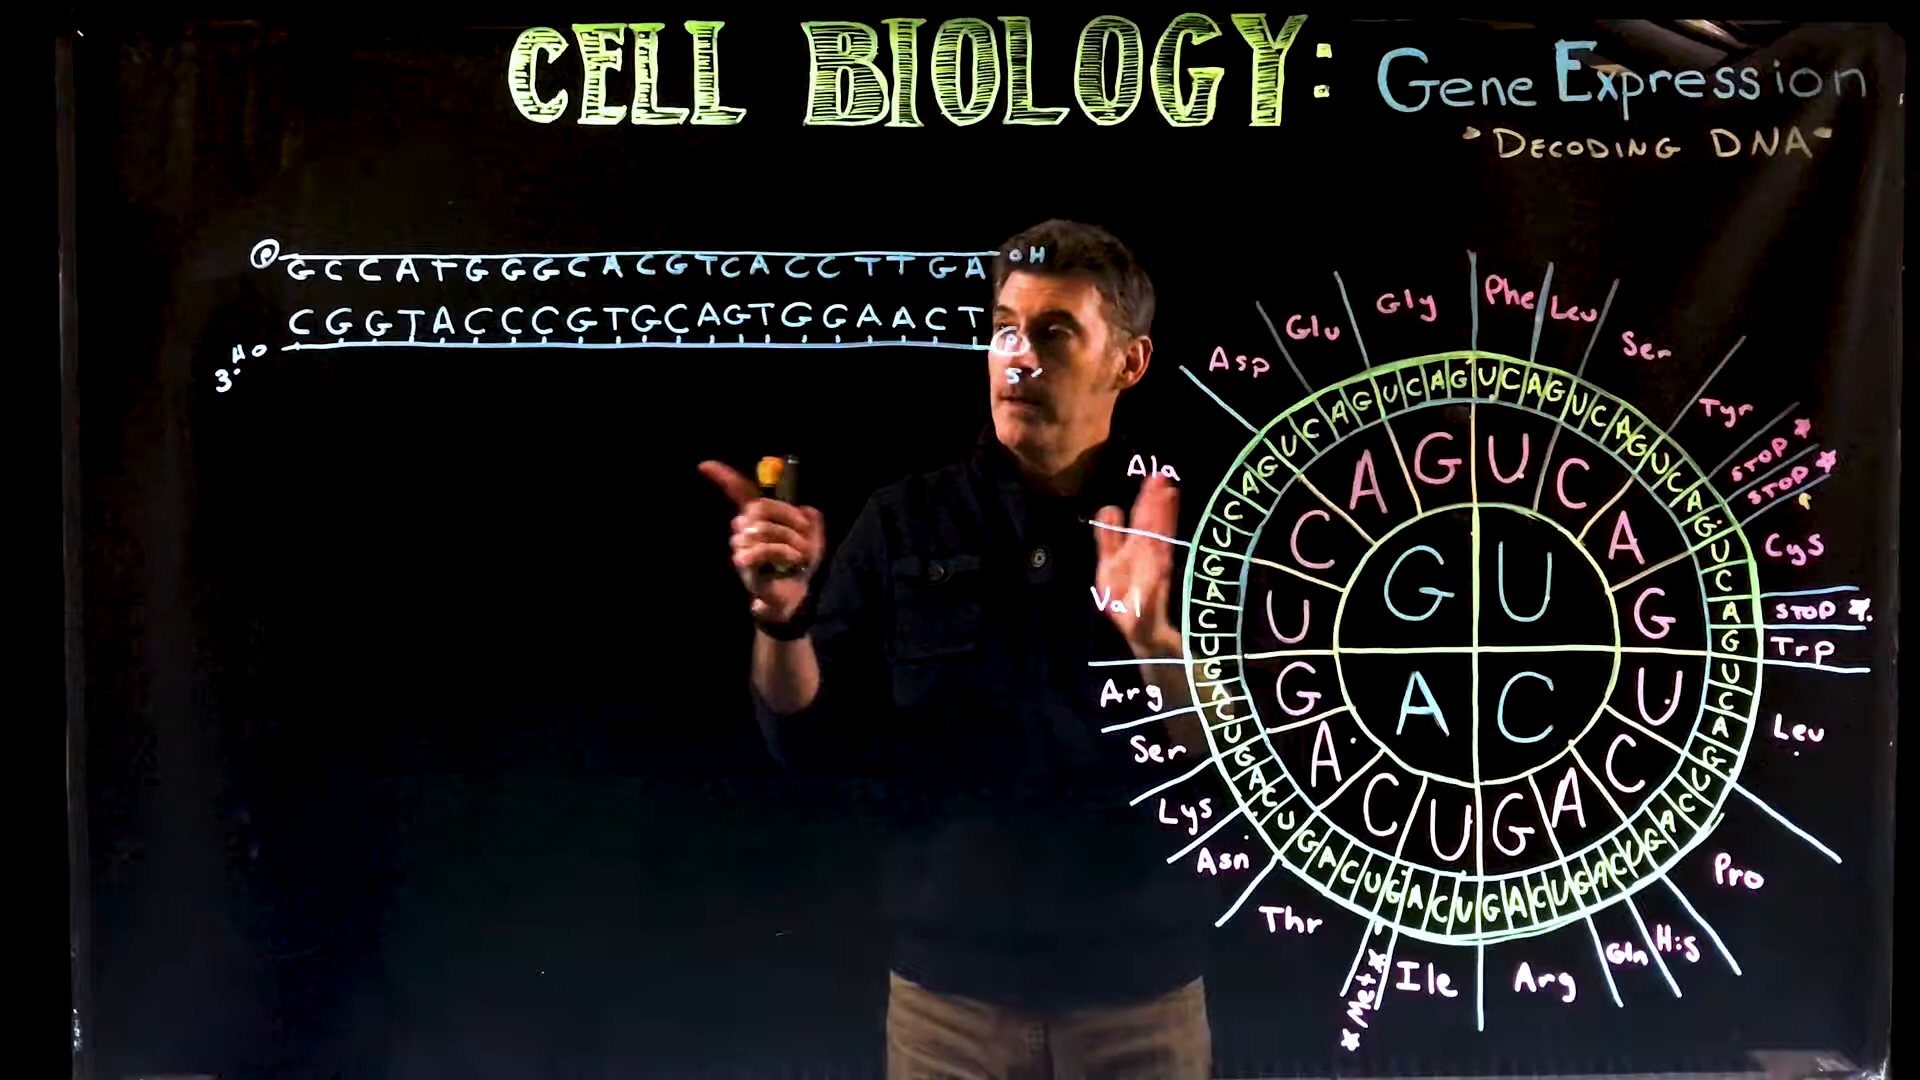 CELL BIOLOGY: Gene Expression
"DECODING DNA"
P GCCATGGGCACGTCACCTTGA OH
CGGTACCCGTGCAGTGGAACT P
3' HO 5'
Gly Phe Leu
Glu Ser
Asp Tyr
STOP *
Ala STOP *
Cys
Val STOP *
Trp
Arg Leu
Ser
Lys Pro
Asn
Thr His
Gln
* Met * Ile Arg
G U
A C
A G U C
C A
U G
G U
A C
C U G A
U C A G U C A G U C A G U C A G
U C A G U C A G U C A G U C A G
G A C U G A C U G A C U G A C U
G A C U G A C U G A C U G A C U